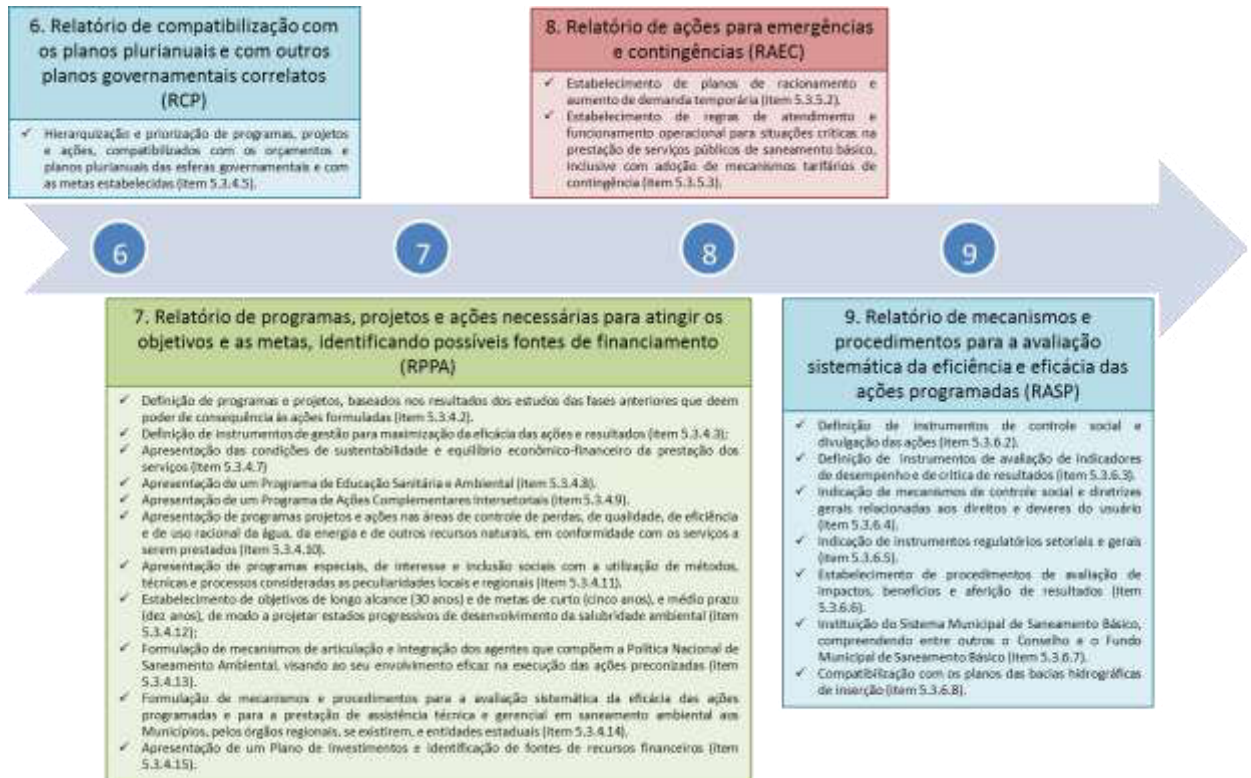 6. Relatório de compatibilização com
os planos plurianuais e com outros
planos governamentais correlatos
(RCP)
✓ Hierarquização e priorização de programas, projetos
e ações, compatibilizados com os orçamentos e
planos plurianuais das esferas governamentais e com
as metas estabelecidas (item 5.3.4.5).
8. Relatório de ações para emergências
e contingências (RAEC)
✓ Estabelecimento de planos de racionamento e
aumento de demanda temporária (item 5.3.5.2).
✓ Estabelecimento de regras de atendimento e
funcionamento operacional para situações críticas na
prestação de serviços públicos de saneamento básico,
inclusive com adoção de mecanismos tarifários de
contingência (item 5.3.5.3).
6
7
8
9
7. Relatório de programas, projetos e ações necessárias para atingir os
objetivos e as metas, identificando possíveis fontes de financiamento
(RPPA)
✓ Definição de programas e projetos, baseados nos resultados dos estudos das fases anteriores que deem
poder de consequência às ações formuladas (item 5.3.4.2).
✓ Definição de instrumentos de gestão para maximização da eficácia das ações e resultados (item 5.3.4.3);
✓ Apresentação das condições de sustentabilidade e equilíbrio econômico-financeiro da prestação dos
serviços (item 5.3.4.7)
✓ Apresentação de um Programa de Educação Sanitária e Ambiental (item 5.3.4.8).
✓ Apresentação de um Programa de Ações Complementares Intersetoriais (item 5.3.4.9).
✓ Apresentação de programas projetos e ações nas áreas de controle de perdas, de qualidade, de eficiência
e de uso racional da água, da energia e de outros recursos naturais, em conformidade com os serviços a
serem prestados (item 5.3.4.10).
✓ Apresentação de programas especiais, de interesse e inclusão sociais com a utilização de métodos,
técnicas e processos consideradas as peculiaridades locais e regionais (item 5.3.4.11).
✓ Estabelecimento de objetivos de longo alcance (30 anos) e de metas de curto (cinco anos), e médio prazo
(dez anos), de modo a projetar estados progressivos de desenvolvimento da salubridade ambiental (item
5.3.4.12);
✓ Formulação de mecanismos de articulação e integração dos agentes que compõem a Política Nacional de
Saneamento Ambiental, visando ao seu envolvimento eficaz na execução das ações preconizadas (item
5.3.4.13).
✓ Formulação de mecanismos e procedimentos para a avaliação sistemática da eficácia das ações
programadas e para a prestação de assistência técnica e gerencial em saneamento ambiental aos
Municípios, pelos órgãos regionais, se existirem, e entidades estaduais (item 5.3.4.14).
✓ Apresentação de um Plano de Investimentos e identificação de fontes de recursos financeiros (item
5.3.4.15).
9. Relatório de mecanismos e
procedimentos para a avaliação
sistemática da eficiência e eficácia das
ações programadas (RASP)
✓ Definição de instrumentos de controle social e
divulgação das ações (item 5.3.6.2).
✓ Definição de instrumentos de avaliação de indicadores
de desempenho e de crítica de resultados (item 5.3.6.3).
✓ Indicação de mecanismos de controle social e diretrizes
gerais relacionadas aos direitos e deveres do usuário
(item 5.3.6.4).
✓ Indicação de instrumentos regulatórios setoriais e gerais
(item 5.3.6.5).
✓ Estabelecimento de procedimentos de avaliação de
impactos, benefícios e aferição de resultados (item
5.3.6.6).
✓ Instituição do Sistema Municipal de Saneamento Básico,
compreendendo entre outros o Conselho e o Fundo
Municipal de Saneamento Básico (item 5.3.6.7).
✓ Compatibilização com os planos das bacias hidrográficas
de inserção (item 5.3.6.8).